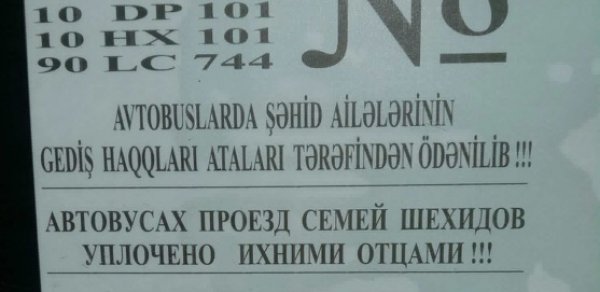 10 DP 101
10 HX 101
90 LC 744
№
AVTOBUSLARDA ŞƏHİD AİLƏLƏRİNİN
GEDİŞ HAQQLARI ATALARI TƏRƏFİNDƏN ÖDƏNİLİB !!!
АВТОВУСАХ ПРОЕЗД СЕМЕЙ ШЕХИДОВ
УПЛОЧЕНО ИХНИМИ ОТЦАМИ !!!